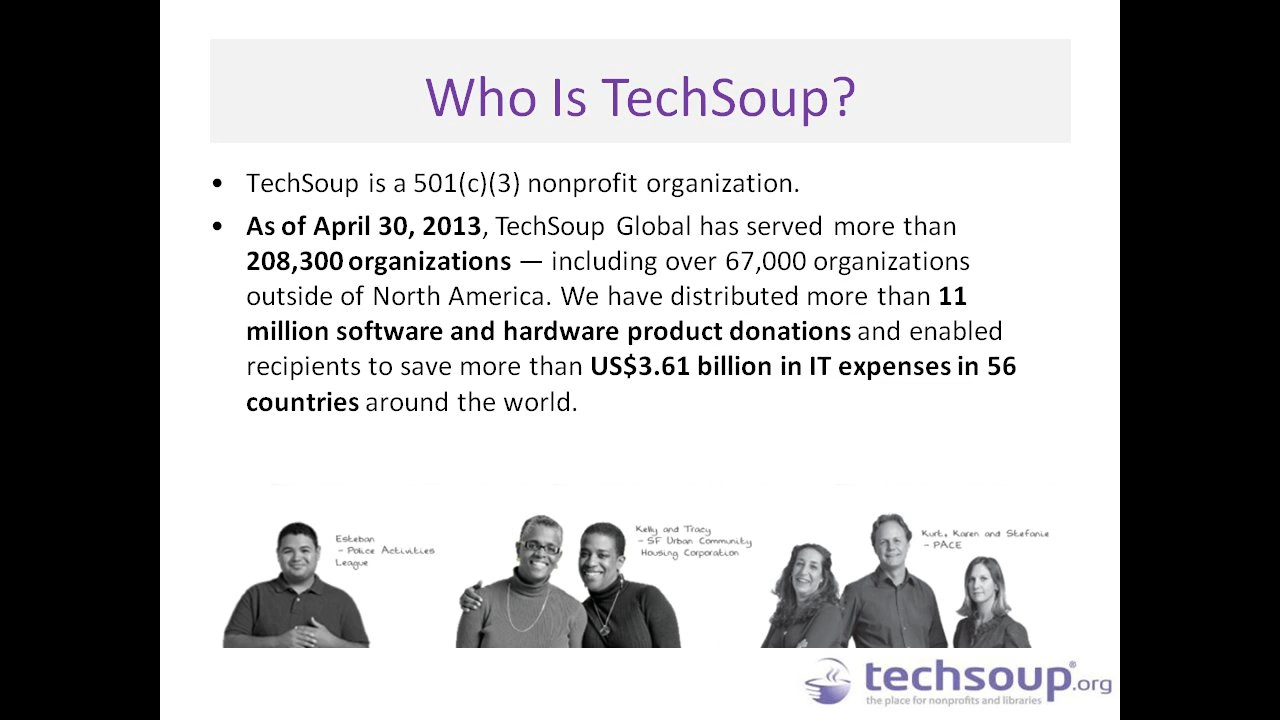 Who Is TechSoup?
• TechSoup is a 501(c)(3) nonprofit organization.
• As of April 30, 2013, TechSoup Global has served more than
208,300 organizations — including over 67,000 organizations
outside of North America. We have distributed more than 11
million software and hardware product donations and enabled
recipients to save more than US$3.61 billion in IT expenses in 56
countries around the world.
Esteban
- Police Activities
League
Kelly and Tracy
- SF Urban Community
Housing Corporation
Kurt, Karen and Stefanie
- PACE
techsoup®.org
the place for nonprofits and libraries